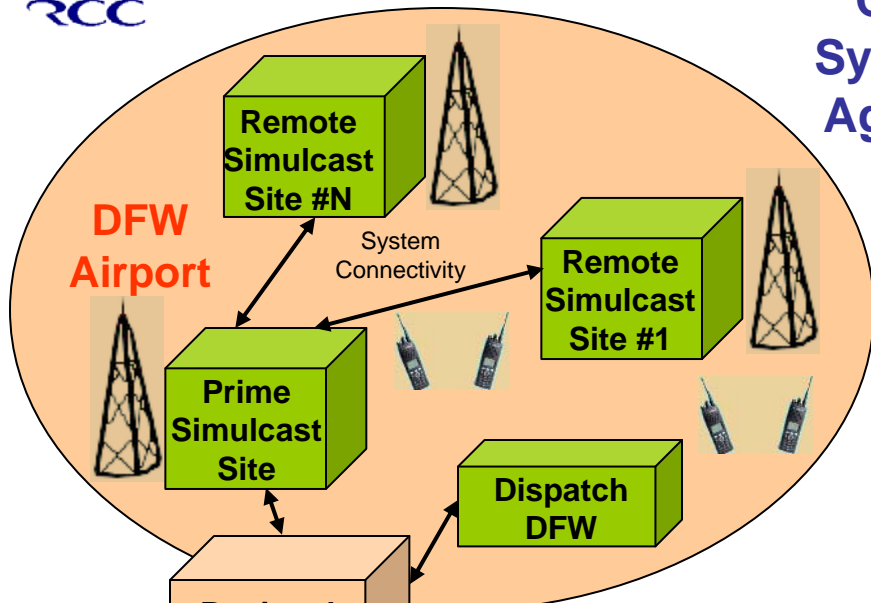 RCC
Sy
Ag
Remote
Simulcast
Site #N
DFW
Airport
System
Connectivity
Remote
Simulcast
Site #1
Prime
Simulcast
Site
Dispatch
DFW